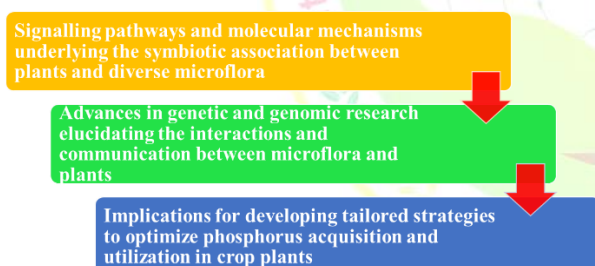 Signalling pathways and molecular mechanisms
underlying the symbiotic association between
plants and diverse microflora
Advances in genetic and genomic research
elucidating the interactions and
communication between microflora and
plants
Implications for developing tailored strategies
to optimize phosphorus acquisition and
utilization in crop plants